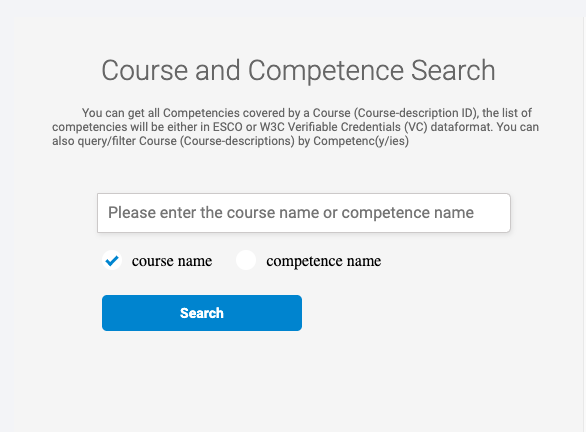 Course and Competence Search
You can get all Competencies covered by a Course (Course-description ID), the list of
competencies will be either in ESCO or W3C Verifiable Credentials (VC) dataformat. You can
also query/filter Course (Course-descriptions) by Competenc(y/ies)
Please enter the course name or competence name
course name competence name
Search